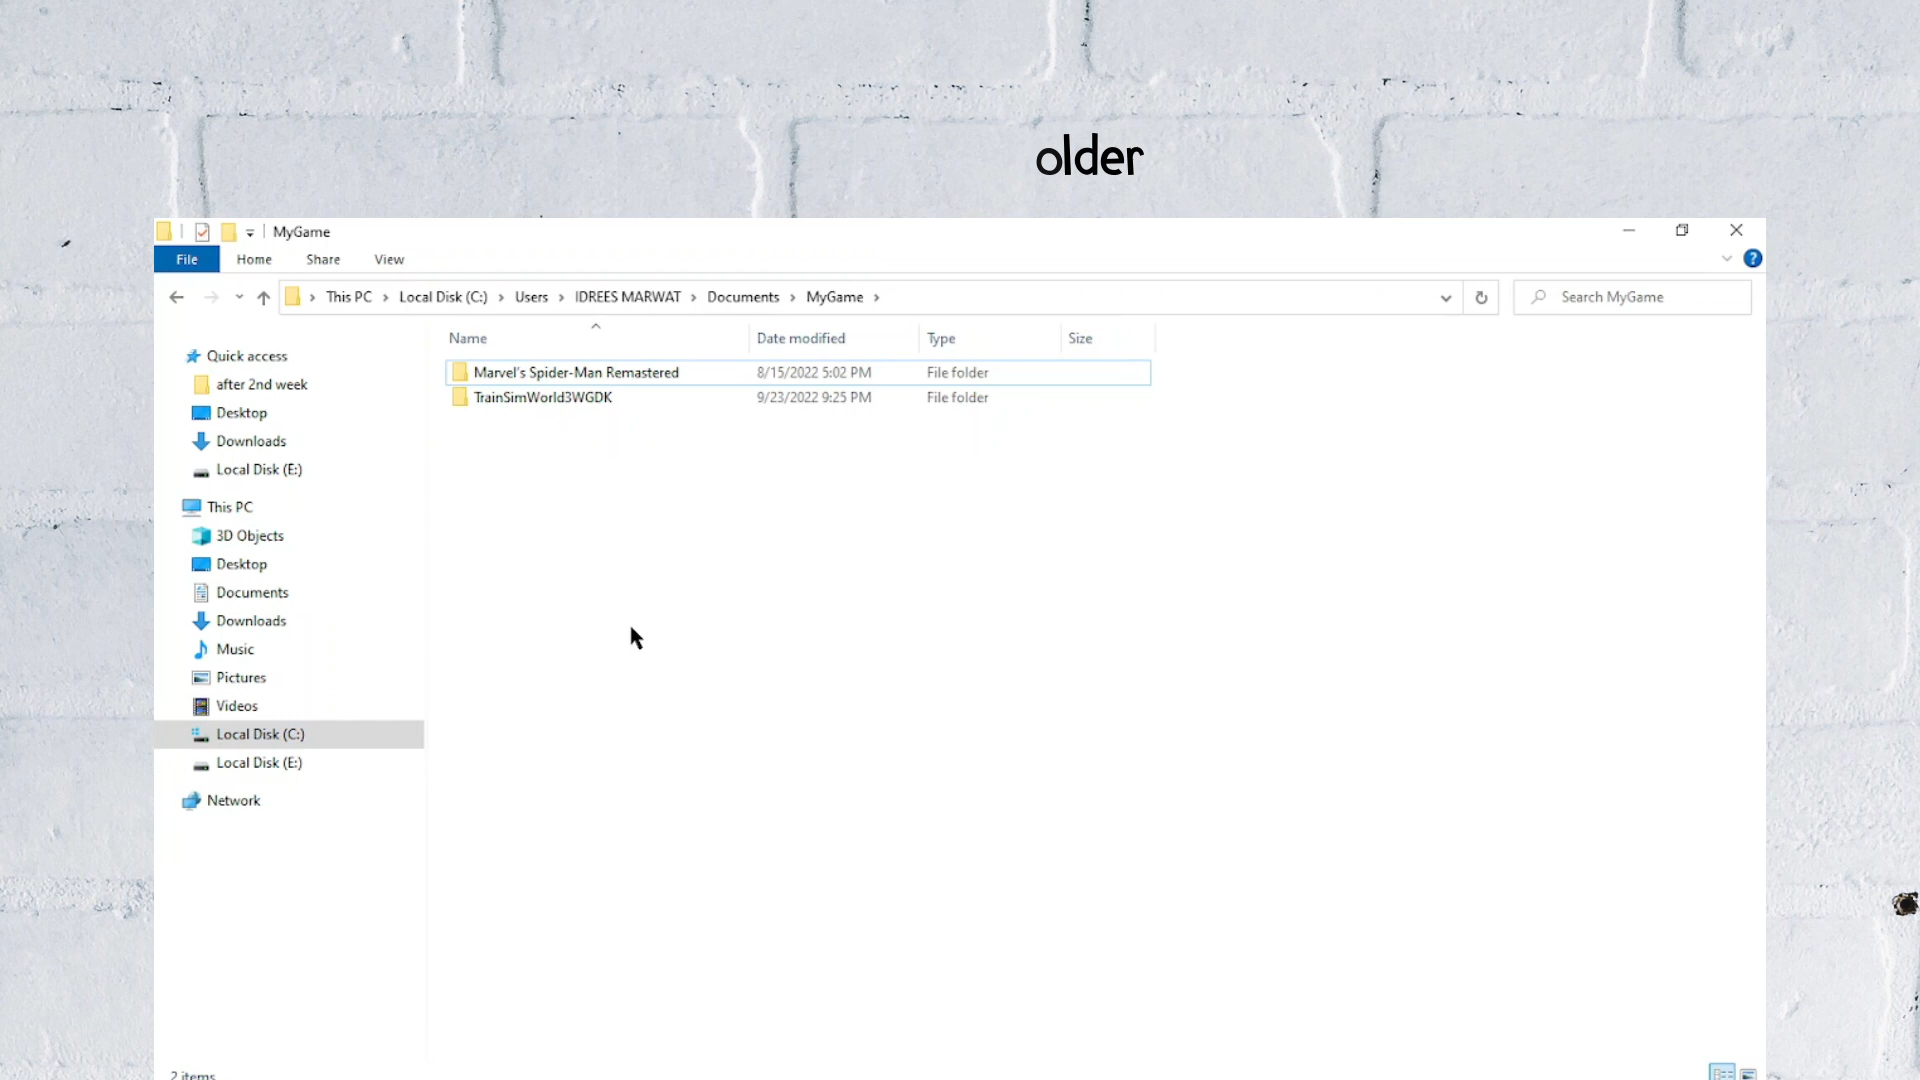 older
MyGame
File Home Share View
This PC Local Disk (C:) Users IDREES MARWAT Documents MyGame
Search MyGame
Name Date modified Type Size
Quick access
after 2nd week
Desktop
Downloads
Local Disk (E:)
This PC
3D Objects
Desktop
Documents
Downloads
Music
Pictures
Videos
Local Disk (C:)
Local Disk (E:)
Network
Marvel's Spider-Man Remastered 8/15/2022 5:02 PM File folder
TrainSimWorld3WGDK 9/23/2022 9:25 PM File folder
2 items